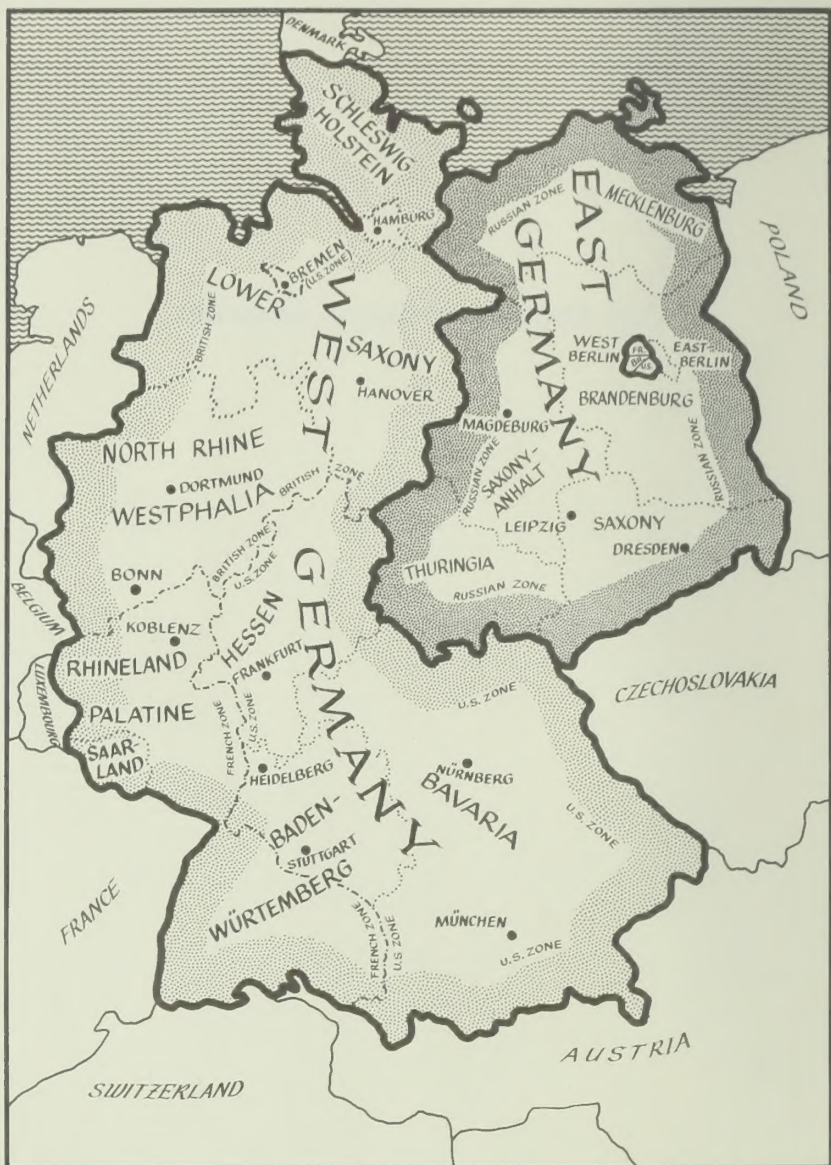 DENMARK
SCHLESWIG
HOLSTEIN
HAMBURG
BREMEN
(U.S. ZONE)
LOWER
SAXONY
HANOVER
BRITISH ZONE
WEST
GERMANY
NORTH RHINE
WESTPHALIA
DORTMUND
BRITISH ZONE
BRITISH ZONE
U.S. ZONE
BONN
KOBLENZ
RHINELAND
PALATINE
SAAR-
LAND
HESSEN
FRANKFURT
FRENCH ZONE
U.S. ZONE
HEIDELBERG
BADEN-
WÜRTEMBERG
STUTTGART
FRENCH ZONE
U.S. ZONE
NÜRNBERG
BAVARIA
MÜNCHEN
U.S. ZONE
U.S. ZONE
U.S. ZONE
EAST
GERMANY
RUSSIAN ZONE
MECKLENBURG
WEST
BERLIN
FR.
BR.
U.S.
EAST-
BERLIN
BRANDENBURG
MAGDEBURG
RUSSIAN ZONE
SAXONY-
ANHALT
LEIPZIG
SAXONY
DRESDEN
RUSSIAN ZONE
THURINGIA
RUSSIAN ZONE
POLAND
NETHERLANDS
BELGIUM
LUXEMBOURG
FRANCE
SWITZERLAND
AUSTRIA
CZECHOSLOVAKIA